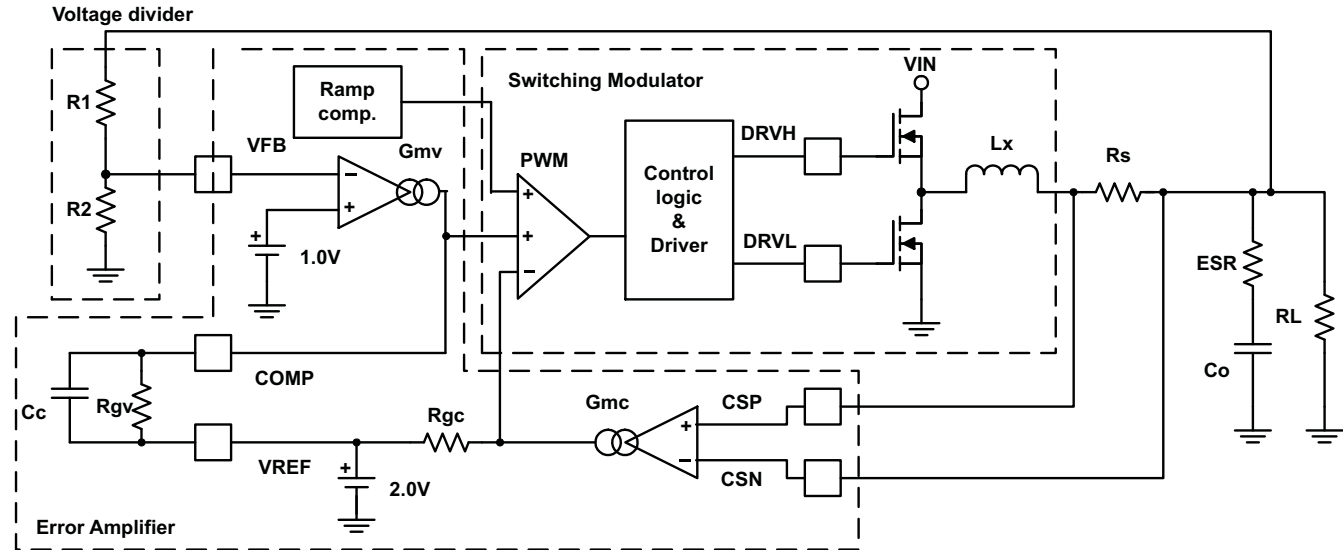 Voltage divider
R1
R2
VFB
Ramp
comp.
Gmv
−
+
+
1.0V
Switching Modulator
PWM
+
+
−
Control
logic
&
Driver
DRVH
DRVL
VIN
Lx
Rs
ESR
Co
RL
COMP
Cc
Rgv
VREF
Rgc
+
2.0V
Gmc
+
−
CSP
CSN
Error Amplifier